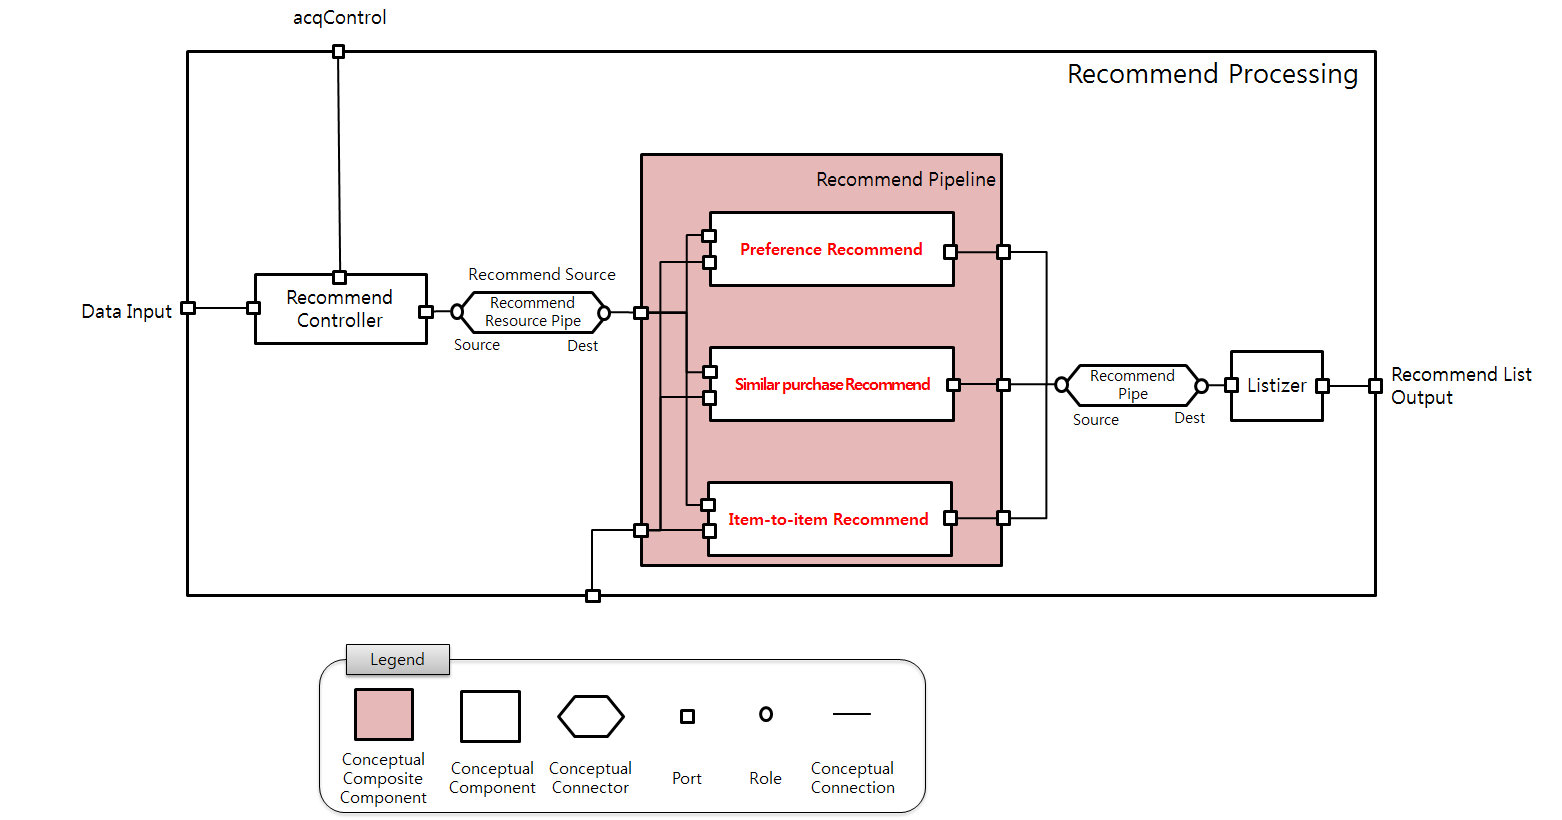 acqControl
Recommend Processing
Recommend Pipeline
Preference Recommend
Recommend Source
Recommend
Controller
Recommend
Resource Pipe
Data Input
Source
Dest
Similar purchase Recommend
Recommend
Pipe
Source
Dest
Listizer
Recommend List
Output
Item-to-item Recommend
Legend
Conceptual
Composite
Component
Conceptual
Component
Conceptual
Connector
Port
Role
Conceptual
Connection